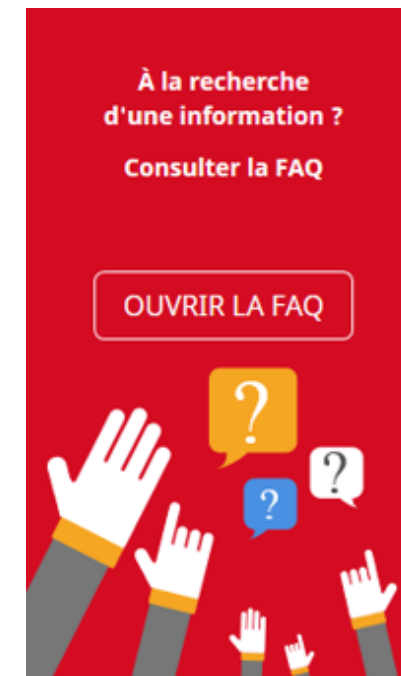 À la recherche
d'une information ?
Consulter la FAQ
OUVRIR LA FAQ
?
?
?